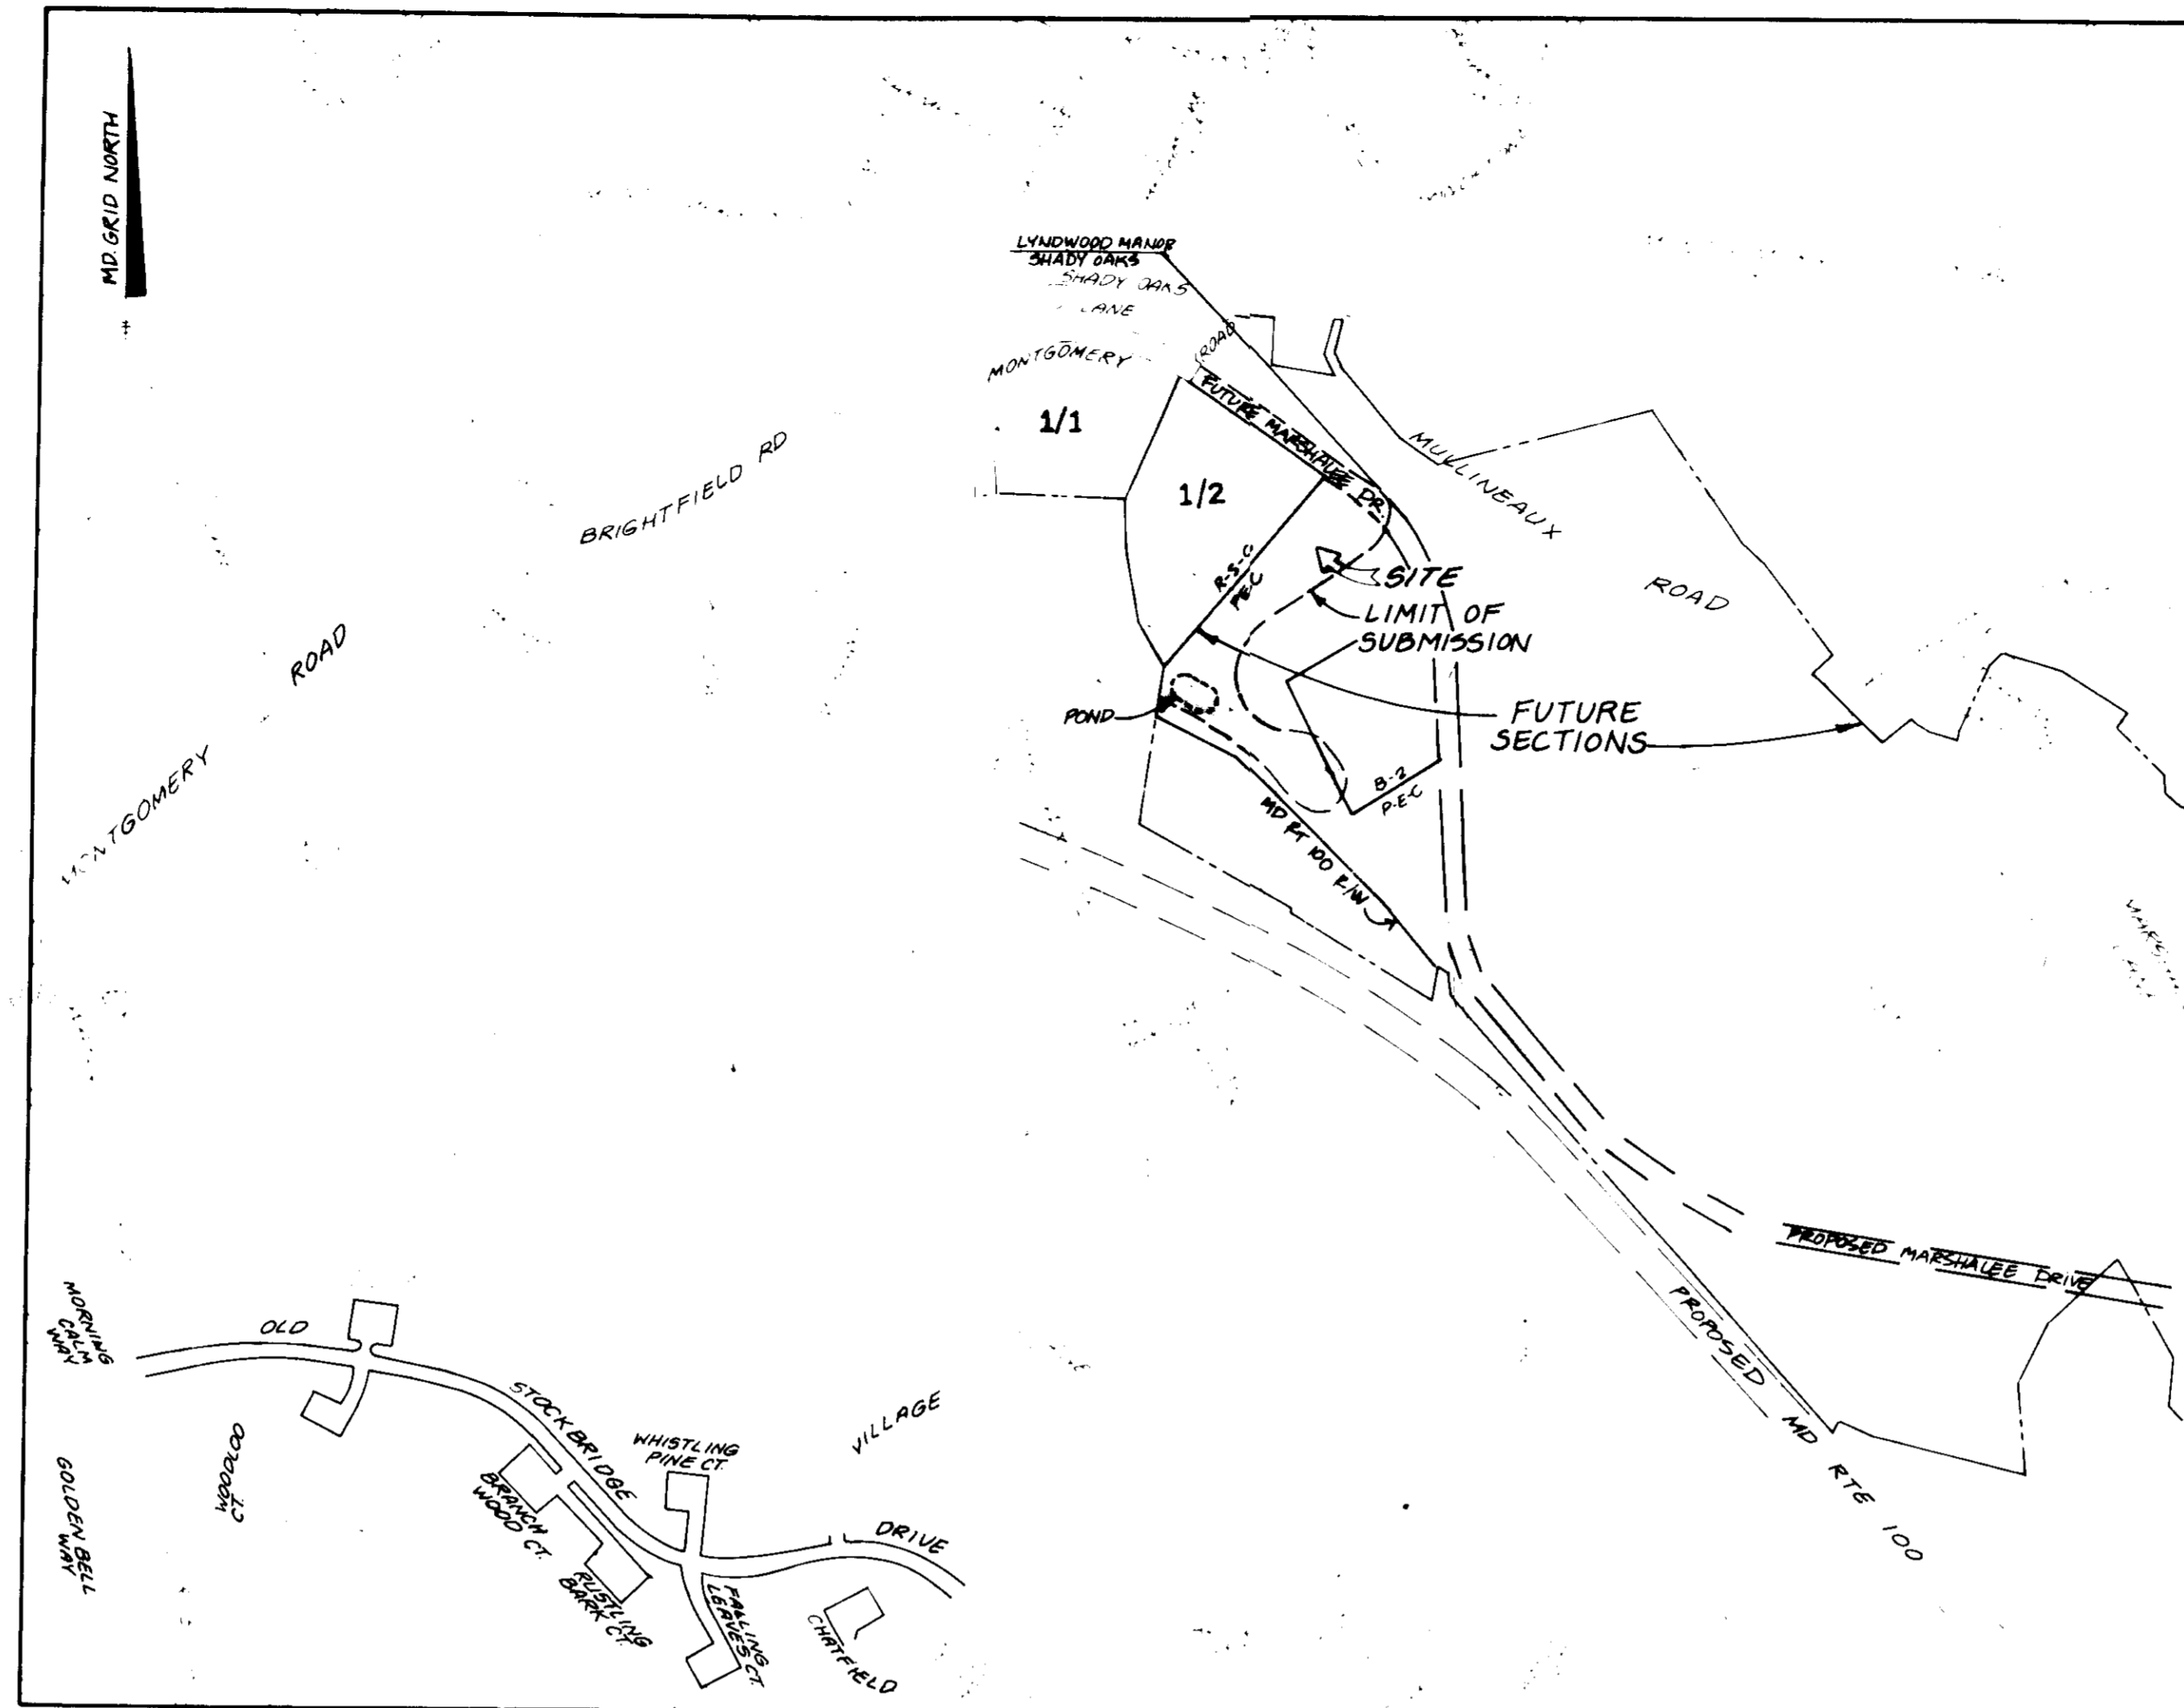 MD. GRID NORTH
LYNDWOOD MANOR
SHADY OAKS
SHADY OAKS
LANE
MONTGOMERY
ROAD
1/1
FUTURE MARSHALEE DR.
1/2
MULLINEAUX
ROAD
BRIGHTFIELD RD
R-S-C
P.E.C
SITE
LIMIT OF
SUBMISSION
POND
FUTURE
SECTIONS
B-2
P.E.C
MD RT 100 R/W
MONTGOMERY
ROAD
PROPOSED MARSHALEE DRIVE
PROPOSED MD RTE 100
MORNING
CALM
WAY
OLD
STOCKBRIDGE
DRIVE
WHISTLING
PINE CT.
VILLAGE
WOODLOT
CT.
GOLDEN BELL
WAY
BRANCH
WOOD CT.
RUSTLING
BARK CT.
FALLING
LEAVES CT.
CHATFIELD